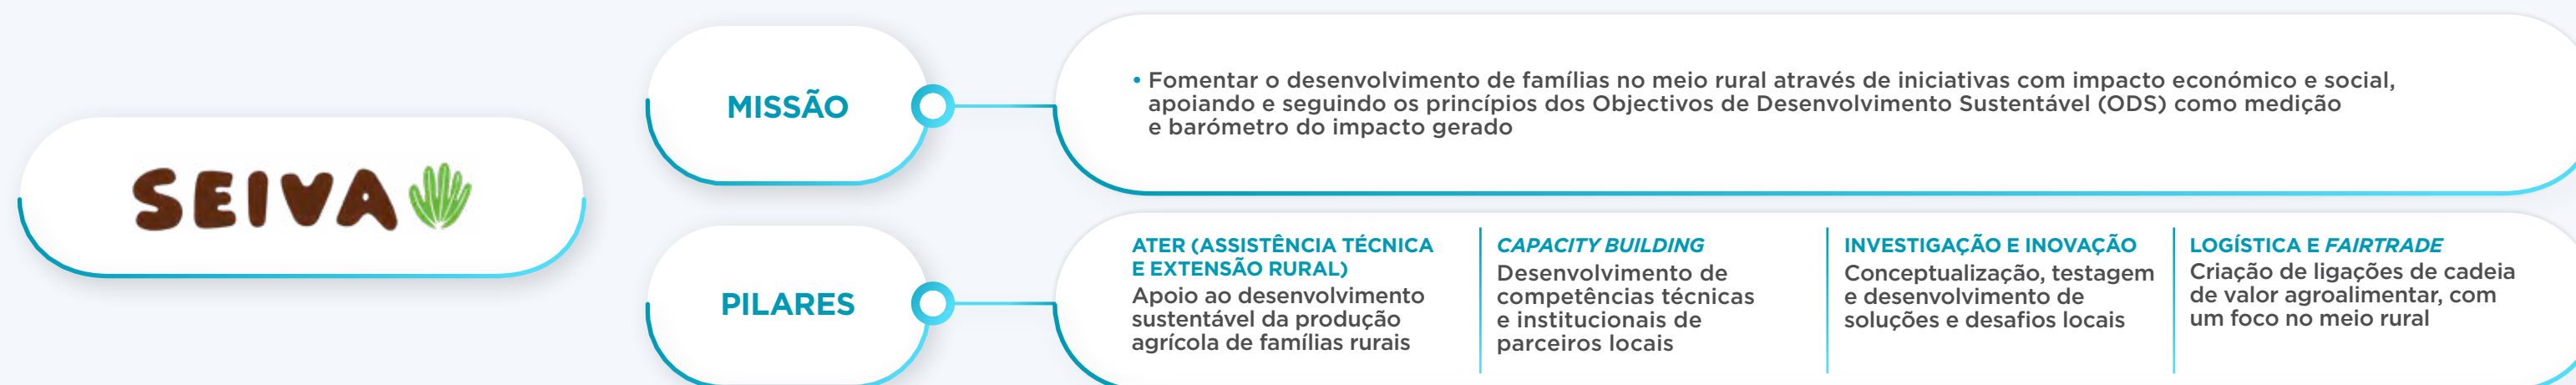 SEIVA
MISSÃO
• Fomentar o desenvolvimento de famílias no meio rural através de iniciativas com impacto económico e social,
apoiando e seguindo os princípios dos Objectivos de Desenvolvimento Sustentável (ODS) como medição
e barómetro do impacto gerado
PILARES
ATER (ASSISTÊNCIA TÉCNICA
E EXTENSÃO RURAL)
Apoio ao desenvolvimento
sustentável da produção
agrícola de famílias rurais
CAPACITY BUILDING
Desenvolvimento de
competências técnicas
e institucionais de
parceiros locais
INVESTIGAÇÃO E INOVAÇÃO
Conceptualização, testagem
e desenvolvimento de
soluções e desafios locais
LOGÍSTICA E FAIRTRADE
Criação de ligações de cadeia
de valor agroalimentar, com
um foco no meio rural